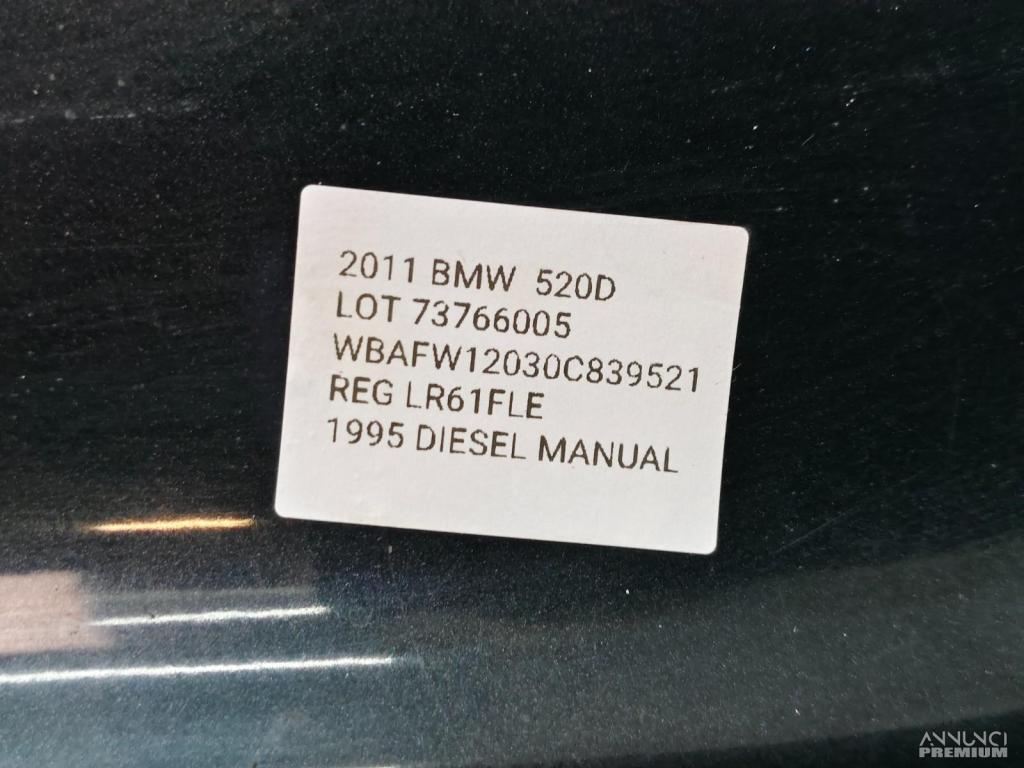 2011 BMW 520D
LOT 73766005
WBAFW12030C839521
REG LR61FLE
1995 DIESEL MANUAL
ANNUNCI
PREMIUM